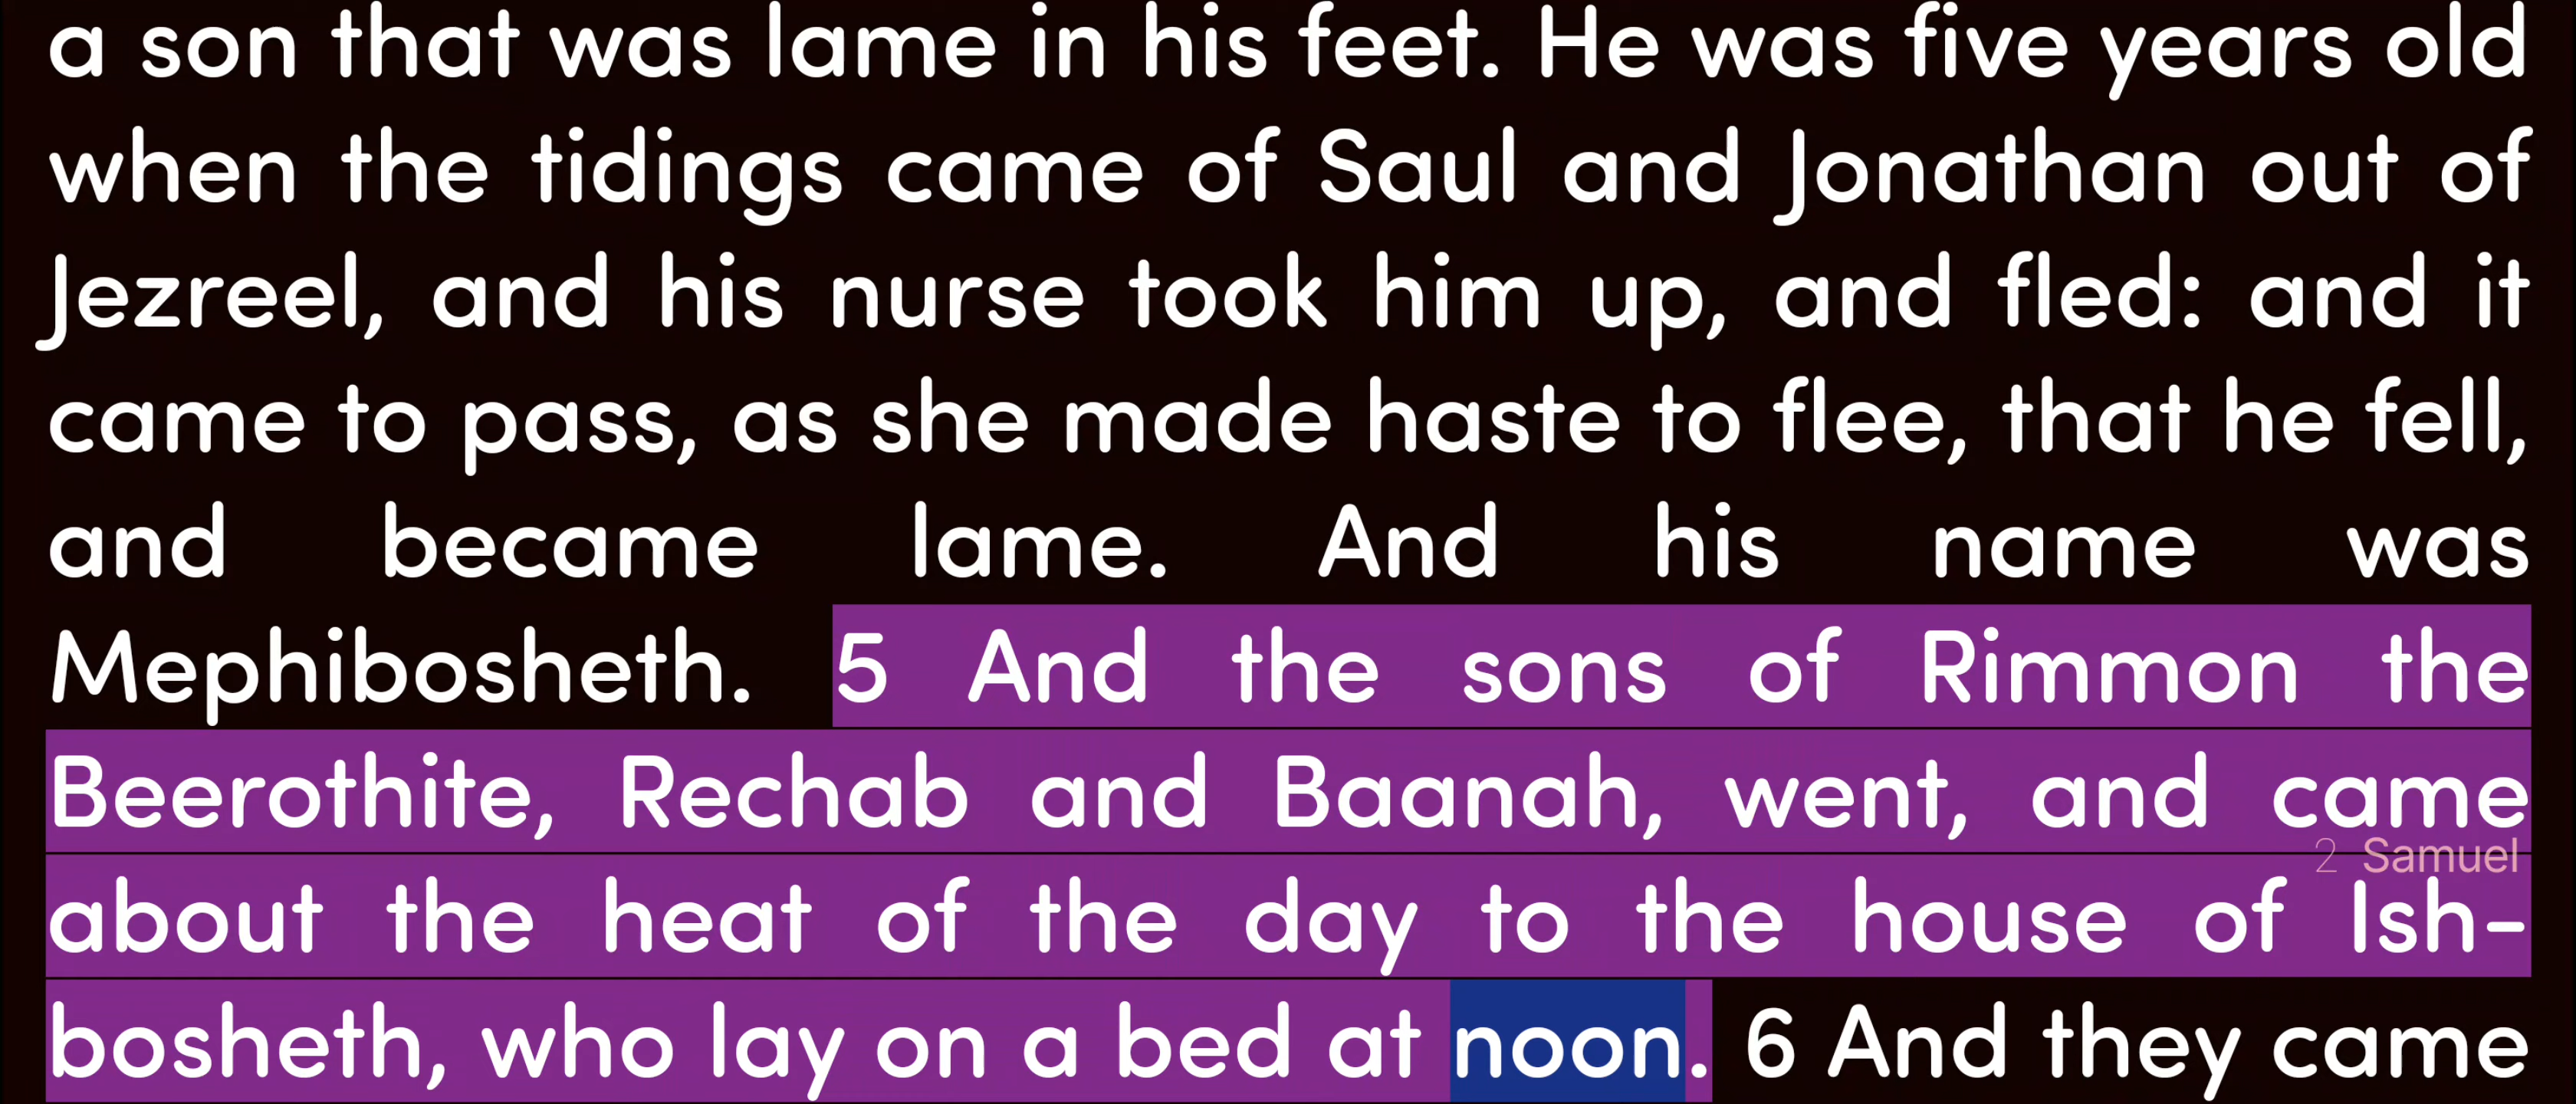 a son that was lame in his feet. He was five years old
when the tidings came of Saul and Jonathan out of
Jezreel, and his nurse took him up, and fled: and it
came to pass, as she made haste to flee, that he fell,
and became lame. And his name was
Mephibosheth. 5 And the sons of Rimmon the
Beerothite, Rechab and Baanah, went, and came
2 Samuel
about the heat of the day to the house of Ish-
bosheth, who lay on a bed at noon. 6 And they came